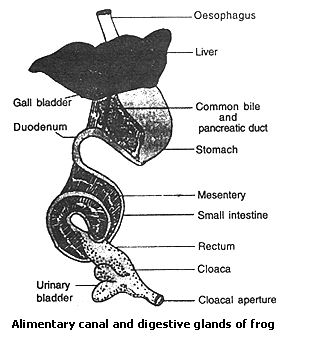 Oesophagus
Liver
Gall bladder
Common bile
and
pancreatic duct
Duodenum
Stomach
Mesentery
Small intestine
Rectum
Cloaca
Urinary
bladder
Cloacal aperture
Alimentary canal and digestive glands of frog